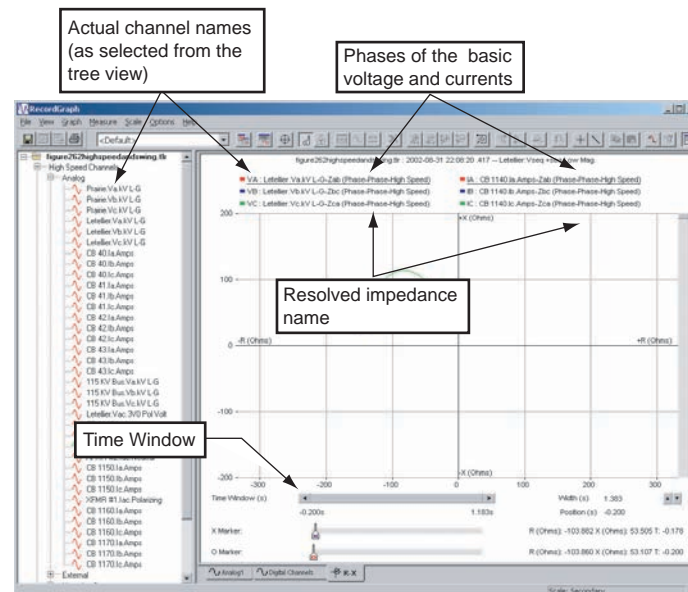 Actual channel names
(as selected from the
tree view)
Phases of the basic
voltage and currents
RecordGraph
File View Graph Measure Scale Options Help
<Default>
figure262highspeedandswing.tlr
High Speed Channels
Analog
Prairie.Va.kV L-G
Prairie.Vb.kV L-G
Prairie.Vc.kV L-G
Letellier.Va.kV L-G
Letellier.Vb.kV L-G
Letellier.Vc.kV L-G
CB 40.Ia.Amps
CB 40.Ib.Amps
CB 40.Ic.Amps
CB 41.Ia.Amps
CB 41.Ib.Amps
CB 41.Ic.Amps
CB 42.Ia.Amps
CB 42.Ib.Amps
CB 42.Ic.Amps
CB 43.Ia.Amps
CB 43.Ib.Amps
CB 43.Ic.Amps
115 KV Bus.Va.kV L-G
115 KV Bus.Vb.kV L-G
115 KV Bus.Vc.kV L-G
Letellier.Vac.3V0 Pol Volt
CB 1150.Ia.Amps
CB 1150.Ib.Amps
CB 1150.Ic.Amps
XFMR #1.Iac.Polarizing
CB 1160.Ia.Amps
CB 1160.Ib.Amps
CB 1160.Ic.Amps
CB 1170.Ia.Amps
CB 1170.Ib.Amps
CB 1170.Ic.Amps
External
figure262highspeedandswing.tlr : 2002-08-31 22:08:20 .417 -- Letellier: Vseq Low Mag.
VA : Letellier.Va.kV L-G-Zab (Phase-Phase-High Speed)
IA : CB 1140.Ia.Amps-Zab (Phase-Phase-High Speed)
VB : Letellier.Vb.kV L-G-Zbc (Phase-Phase-High Speed)
IB : CB 1140.Ib.Amps-Zbc (Phase-Phase-High Speed)
VC : Letellier.Vc.kV L-G-Zca (Phase-Phase-High Speed)
IC : CB 1140.Ic.Amps-Zca (Phase-Phase-High Speed)
200
+X (Ohms)
100
Resolved impedance
name
0
-R (Ohms)
+R (Ohms)
-100
Time Window
-200
-X (Ohms)
-300 -200 -100 0 100 200 300
Time Window (s)
Width (s) 1.383
-0.200s
1.183s
Position (s) -0.200
X Marker:
R (Ohms): -103.862 X (Ohms): 53.505 T: -0.178
O Marker:
R (Ohms): -103.860 X (Ohms): 53.107 T: -0.200
Analog1 Digital Channels R-X
Scale: Secondary